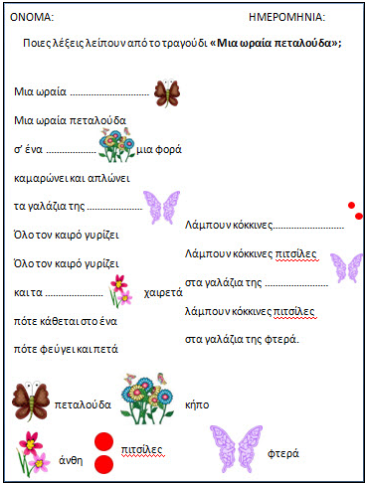 ΟΝΟΜΑ: ΗΜΕΡΟΜΗΝΙΑ:
Ποιες λέξεις λείπουν από το τραγούδι «Μια ωραία πεταλούδα»;
Μια ωραία ..............................
Μια ωραία πεταλούδα
σ’ ένα ................... μια φορά
καμαρώνει και απλώνει
τα γαλάζια της .....................
Όλο τον καιρό γυρίζει
Όλο τον καιρό γυρίζει
και τα ...................... χαιρετά
πότε κάθεται στο ένα
πότε φεύγει και πετά
Λάμπουν κόκκινες...........................
Λάμπουν κόκκινες πιτσίλες
στα γαλάζια της ........................
λάμπουν κόκκινες πιτσίλες
στα γαλάζια της φτερά.
πεταλούδα κήπο
άνθη πιτσίλες φτερά